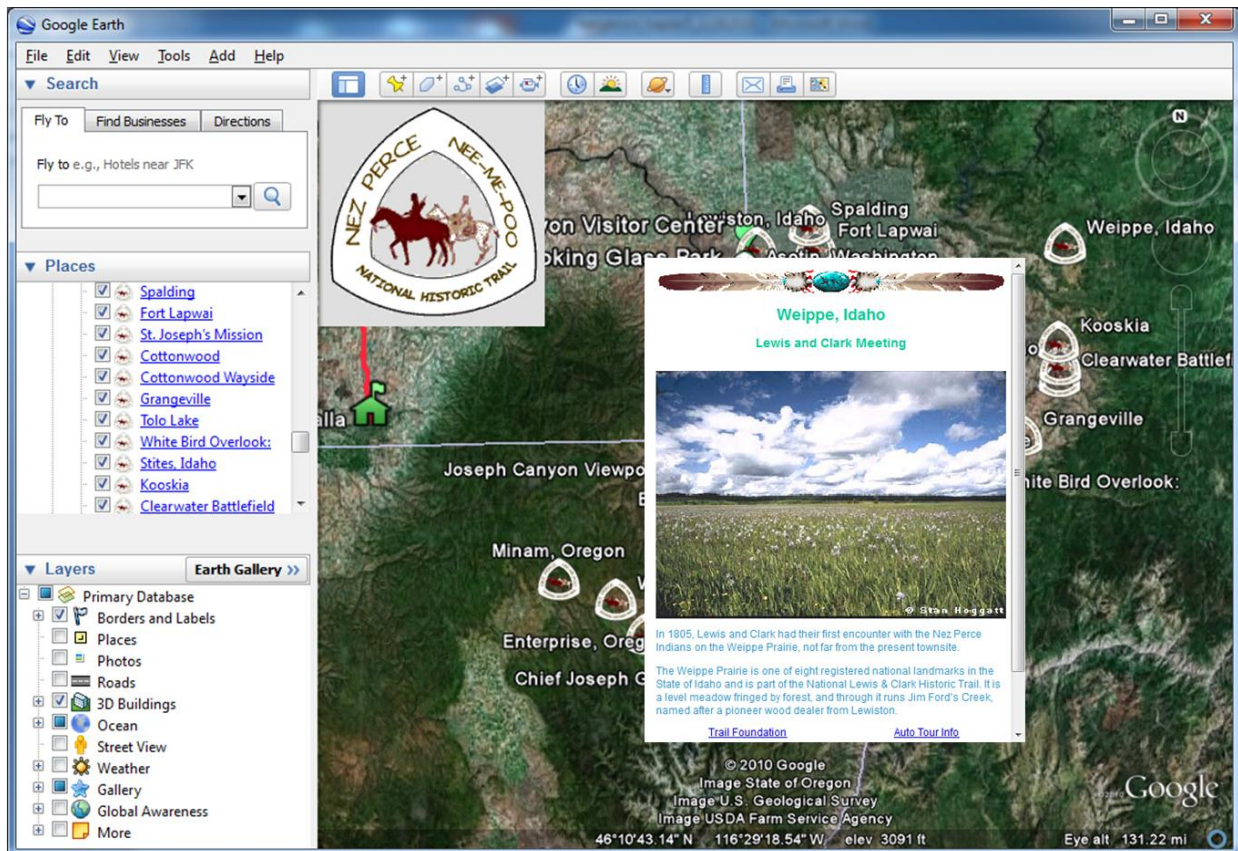 Google Earth
File Edit View Tools Add Help
Search
Fly To Find Businesses Directions
Fly to e.g., Hotels near JFK
Places
Spalding
Fort Lapwai
St. Joseph's Mission
Cottonwood
Cottonwood Wayside
Grangeville
Tolo Lake
White Bird Overlook:
Stites, Idaho
Kooskia
Clearwater Battlefield
Layers Earth Gallery >>
Primary Database
Borders and Labels
Places
Photos
Roads
3D Buildings
Ocean
Street View
Weather
Gallery
Global Awareness
More
NEZ PERCE NEE-ME-POO
NATIONAL HISTORIC TRAIL
N
on Visitor Center
Idaho
Spalding
Fort Lapwai
Weippe, Idaho
Glass Park
Asotin, Washington
Kooskia
Clearwater Battlef
Grangeville
Bird Overlook:
Joseph Canyon Viewpo
Minam, Oregon
Enterprise, Oreg
Chief Joseph G
Weippe, Idaho
Lewis and Clark Meeting
© Stan Hoggatt
In 1805, Lewis and Clark had their first encounter with the Nez Perce
Indians on the Weippe Prairie, not far from the present townsite.
The Weippe Prairie is one of eight registered national landmarks in the
State of Idaho and is part of the National Lewis & Clark Historic Trail. It is
a level meadow fringed by forest, and through it runs Jim Ford's Creek,
named after a pioneer wood dealer from Lewiston.
Trail Foundation Auto Tour Info
© 2010 Google
Image State of Oregon
Image U.S. Geological Survey
Image USDA Farm Service Agency
Google
46°10'43.14" N 116°29'18.54" W elev 3091 ft Eye alt 131.22 mi